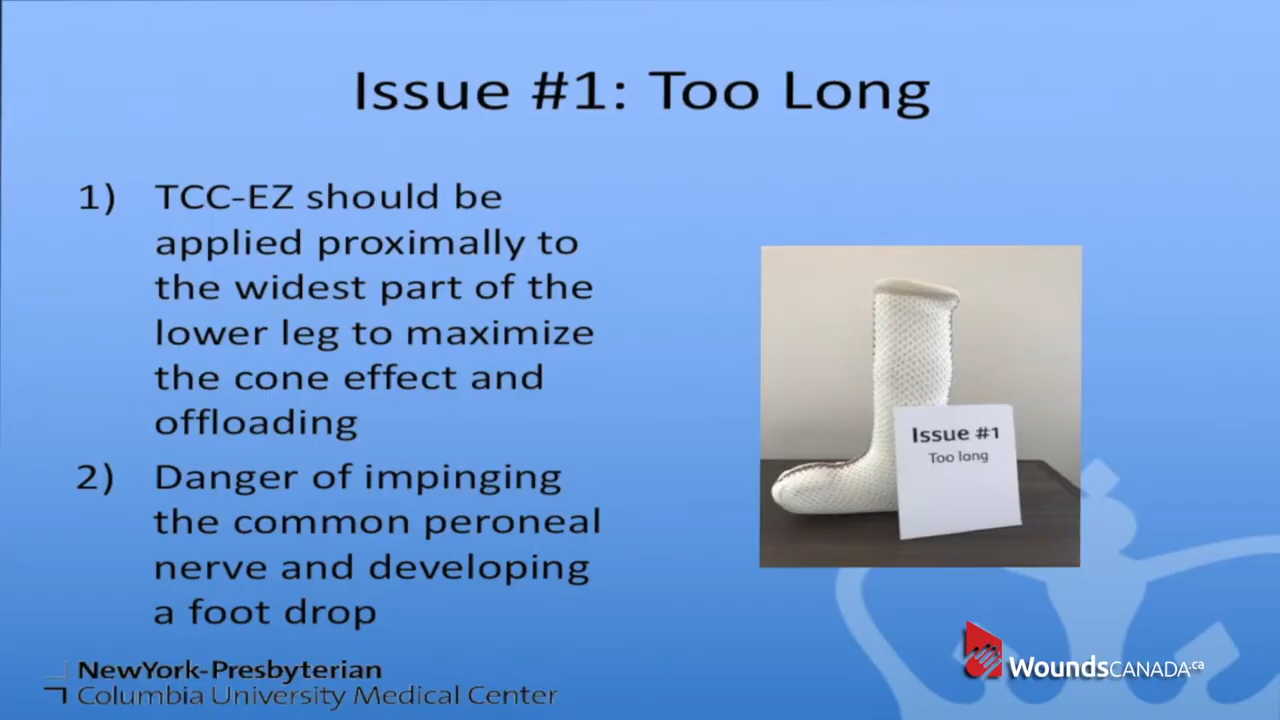 Issue #1: Too Long
1) TCC-EZ should be
applied proximally to
the widest part of the
lower leg to maximize
the cone effect and
offloading
2) Danger of impinging
the common peroneal
nerve and developing
a foot drop
Issue #1
Too long
NewYork-Presbyterian
Columbia University Medical Center
WoundsCANADA.ca